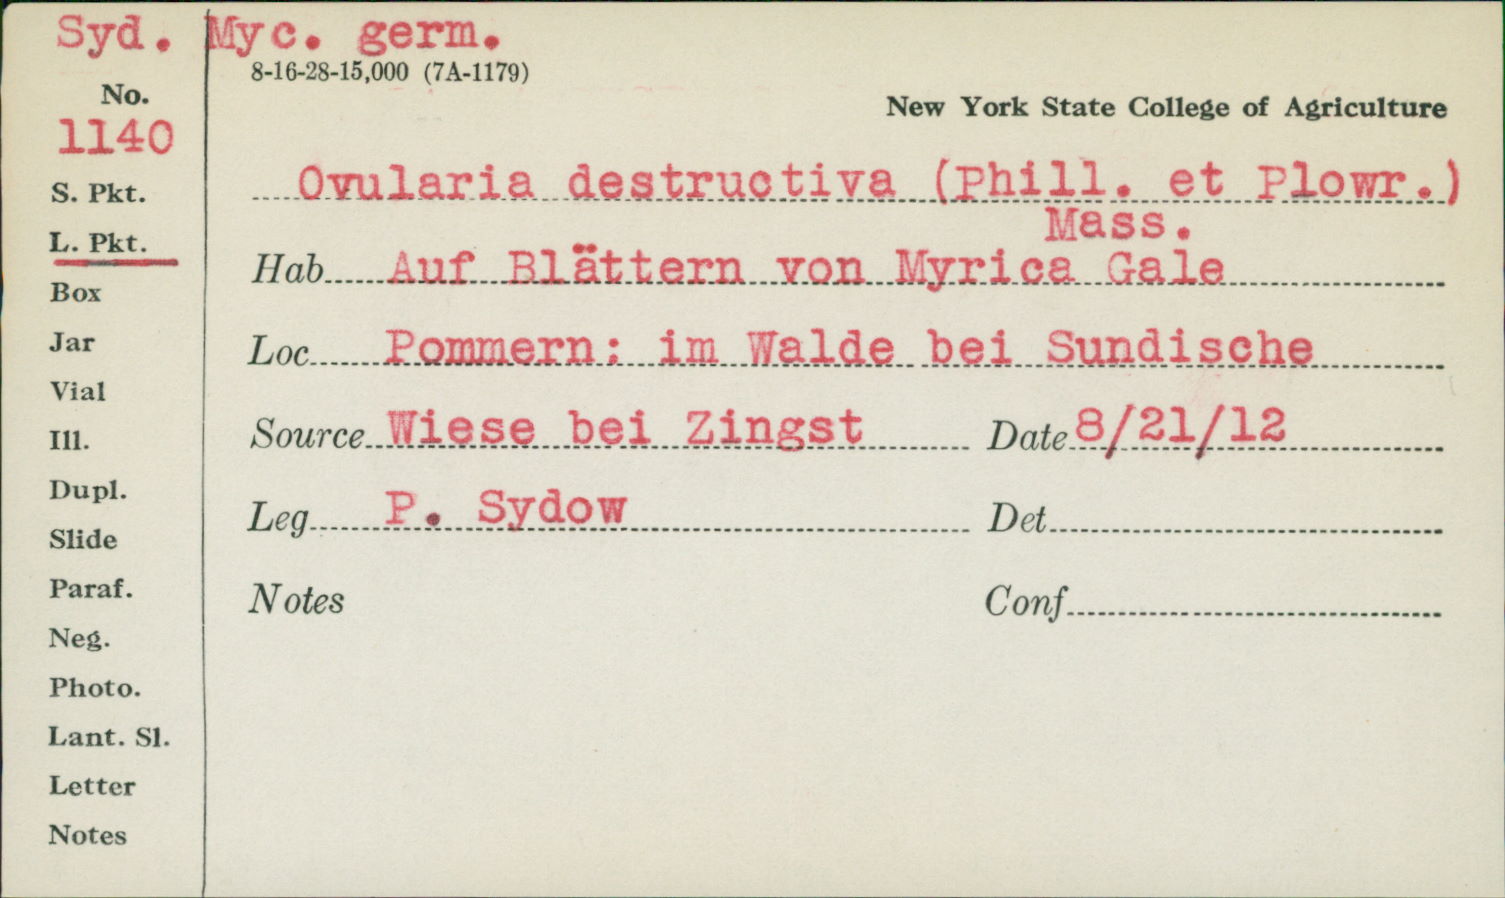 Syd. Myc. germ.
8-16-28-15,000 (7A-1179)
No.
1140
New York State College of Agriculture
Ovularia destructiva (Phill. et Plowr.)
Mass.
S. Pkt.
L. Pkt.
Box
Jar
Vial
Ill.
Dupl.
Slide
Paraf.
Neg.
Photo.
Lant. Sl.
Letter
Notes
Hab Auf Blättern von Myrica Gale
Loc Pommern: im Walde bei Sundische
Source Wiese bei Zingst Date 8/21/12
Leg P. Sydow Det
Notes Conf